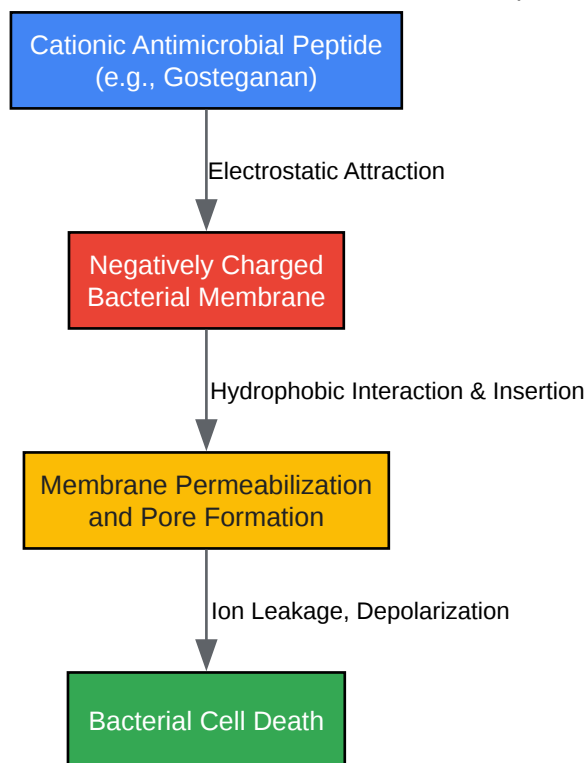 Cationic Antimicrobial Peptide
(e.g., Gosteganan)
Electrostatic Attraction
Negatively Charged
Bacterial Membrane
Hydrophobic Interaction & Insertion
Membrane Permeabilization
and Pore Formation
Ion Leakage, Depolarization
Bacterial Cell Death